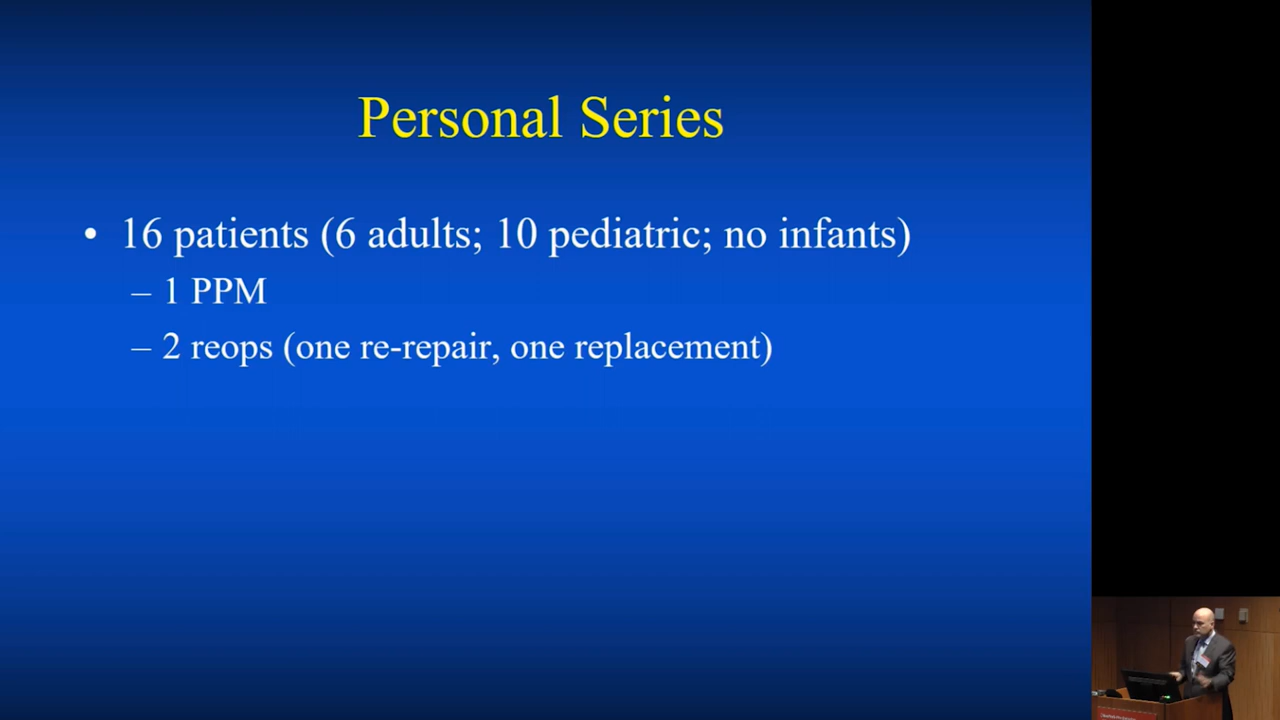 Personal Series
• 16 patients (6 adults; 10 pediatric; no infants)
– 1 PPM
– 2 reops (one re-repair, one replacement)